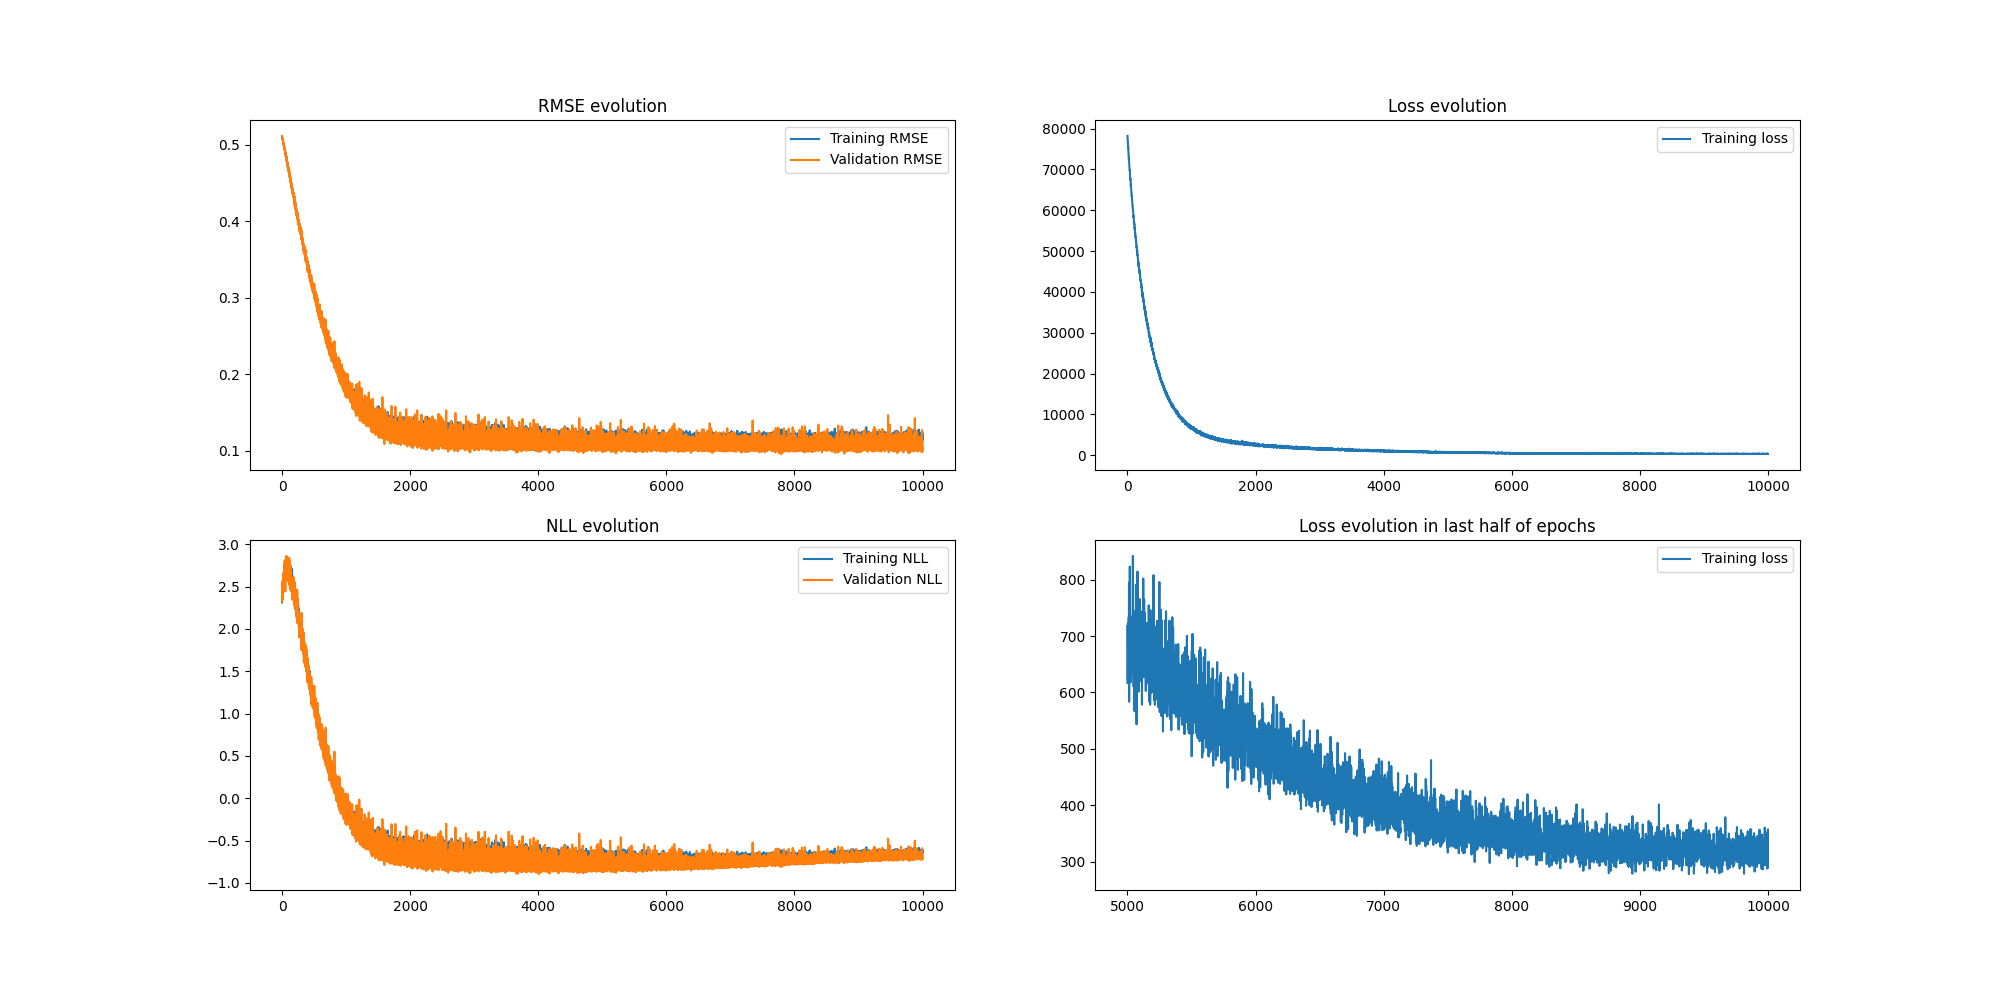 RMSE evolution
Training RMSE
Validation RMSE
0.5
0.4
0.3
0.2
0.1
0 2000 4000 6000 8000 10000
Loss evolution
Training loss
80000
70000
60000
50000
40000
30000
20000
10000
0
0 2000 4000 6000 8000 10000
NLL evolution
Training NLL
Validation NLL
3.0
2.5
2.0
1.5
1.0
0.5
0.0
−0.5
−1.0
0 2000 4000 6000 8000 10000
Loss evolution in last half of epochs
Training loss
800
700
600
500
400
300
5000 6000 7000 8000 9000 10000